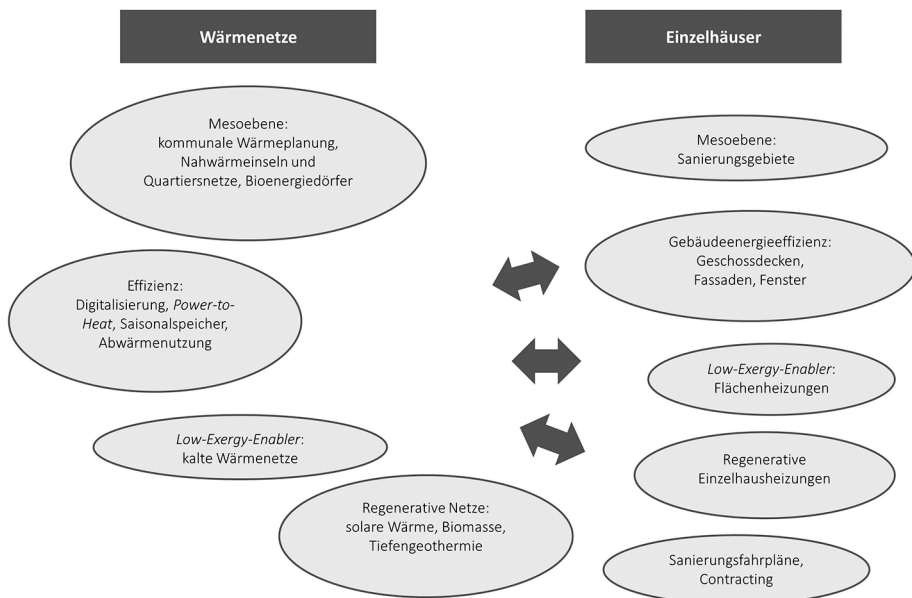 Wärmenetze
Mesoebene:
kommunale Wärmeplanung,
Nahwärmeinseln und
Quartiersnetze, Bioenergiedörfer
Effizienz:
Digitalisierung, Power-to-
Heat, Saisonalspeicher,
Abwärmenutzung
Low-Exergy-Enabler:
kalte Wärmenetze
Regenerative Netze:
solare Wärme, Biomasse,
Tiefengeothermie
Einzelhäuser
Mesoebene:
Sanierungsgebiete
Gebäudeenergieeffizienz:
Geschossdecken,
Fassaden, Fenster
Low-Exergy-Enabler:
Flächenheizungen
Regenerative
Einzelhausheizungen
Sanierungsfahrpläne,
Contracting